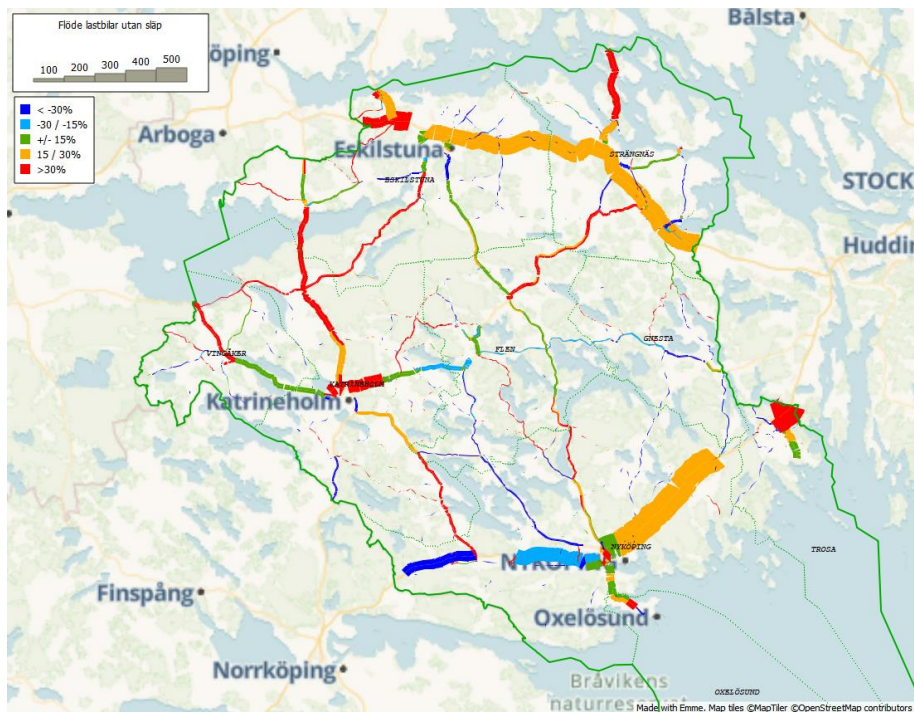 Flöde lastbilar utan släp
100
200
300
400
500
< -30%
-30 / -15%
+/- 15%
15 / 30%
>30%
Bålsta
öping
Arboga
Eskilstuna
ESKILSTUNA
STRÄNGNÄS
STOCK
Huddin
VINGÅKER
FLEN
GNESTA
KATRINEHOLM
Katrineholm
NYKÖPING
TROSA
Finspång
Oxelösund
Norrköping
Bråvikens
OXELÖSUND
Made with Emme. Map tiles ©MapTiler ©OpenStreetMap contributors